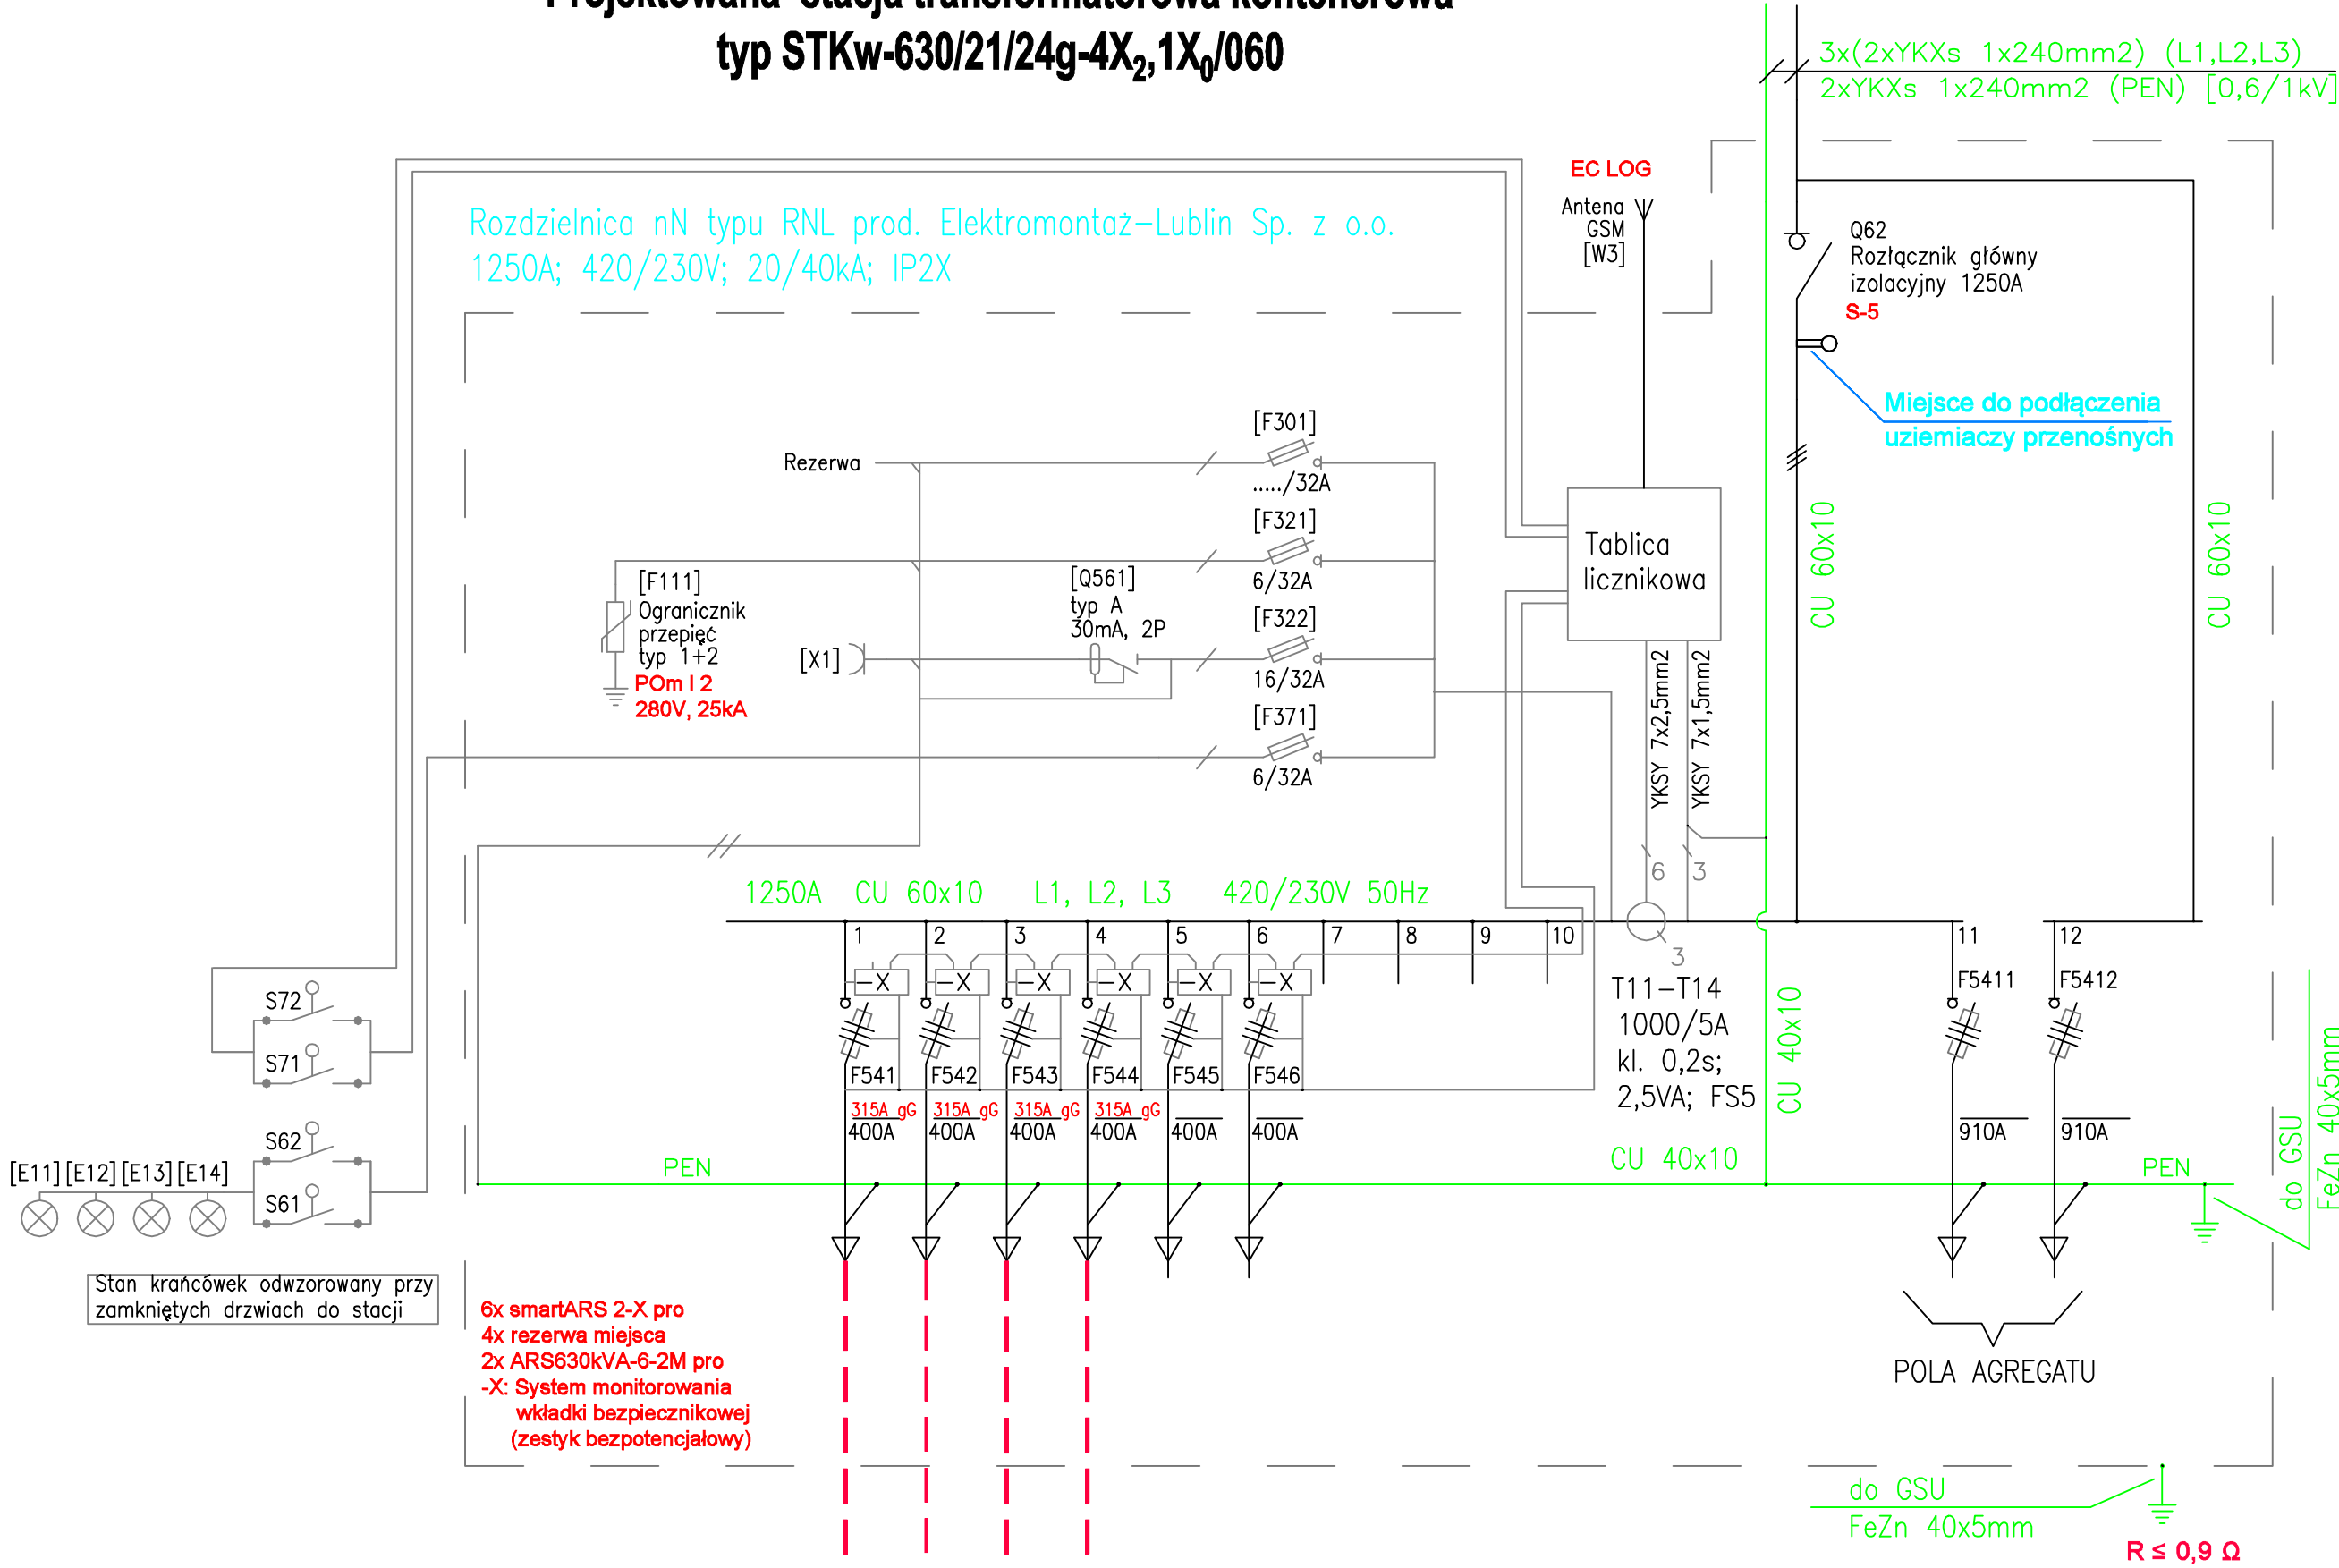 Projektowana stacja transformatorowa kontenerowa
typ STKw-630/21/24g-4X₂,1X₀/060
3x(2xYKXs 1x240mm2) (L1,L2,L3)
2xYKXs 1x240mm2 (PEN) [0,6/1kV]
EC LOG
Antena
GSM
[W3]
Rozdzielnica nN typu RNL prod. Elektromontaż-Lublin Sp. z o.o.
1250A; 420/230V; 20/40kA; IP2X
Q62
Rozłącznik główny
izolacyjny 1250A
S-5
Miejsce do podłączenia
uziemiaczy przenośnych
Rezerwa
[F301]
...../32A
[F321]
6/32A
[F111]
Ogranicznik
przepięć
typ 1+2
POm I 2
280V, 25kA
[X1]
[Q561]
typ A
30mA, 2P
[F322]
16/32A
[F371]
6/32A
Tablica
licznikowa
YKSY 7x2,5mm2
YKSY 7x1,5mm2
6
3
CU 60x10
CU 60x10
1250A CU 60x10 L1, L2, L3 420/230V 50Hz
1
2
3
4
5
6
7
8
9
10
3
11
12
-X
-X
-X
-X
-X
-X
F541
F542
F543
F544
F545
F546
315A gG
315A gG
315A gG
315A gG
400A
400A
400A
400A
400A
400A
T11-T14
1000/5A
kl. 0,2s;
2,5VA; FS5
CU 40x10
F5411
F5412
910A
910A
PEN
CU 40x10
PEN
do GSU
FeZn 40x5mm
S72
S71
S62
S61
[E11] [E12] [E13] [E14]
Stan krańcówek odwzorowany przy
zamkniętych drzwiach do stacji
6x smartARS 2-X pro
4x rezerwa miejsca
2x ARS630kVA-6-2M pro
-X: System monitorowania
wkładki bezpiecznikowej
(zestyk bezpotencjałowy)
POLA AGREGATU
do GSU
FeZn 40x5mm
R ≤ 0,9 Ω